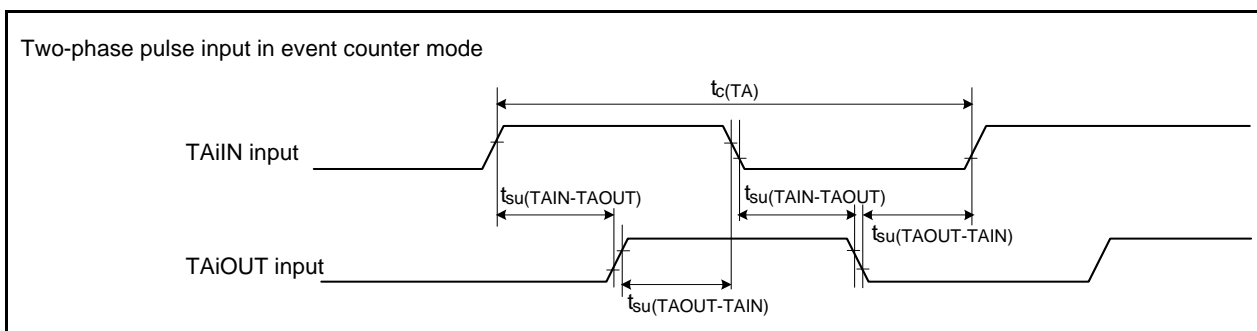 Two-phase pulse input in event counter mode
tc(TA)
TAiIN input
tsu(TAIN-TAOUT)
tsu(TAIN-TAOUT)
tsu(TAOUT-TAIN)
TAiOUT input
tsu(TAOUT-TAIN)